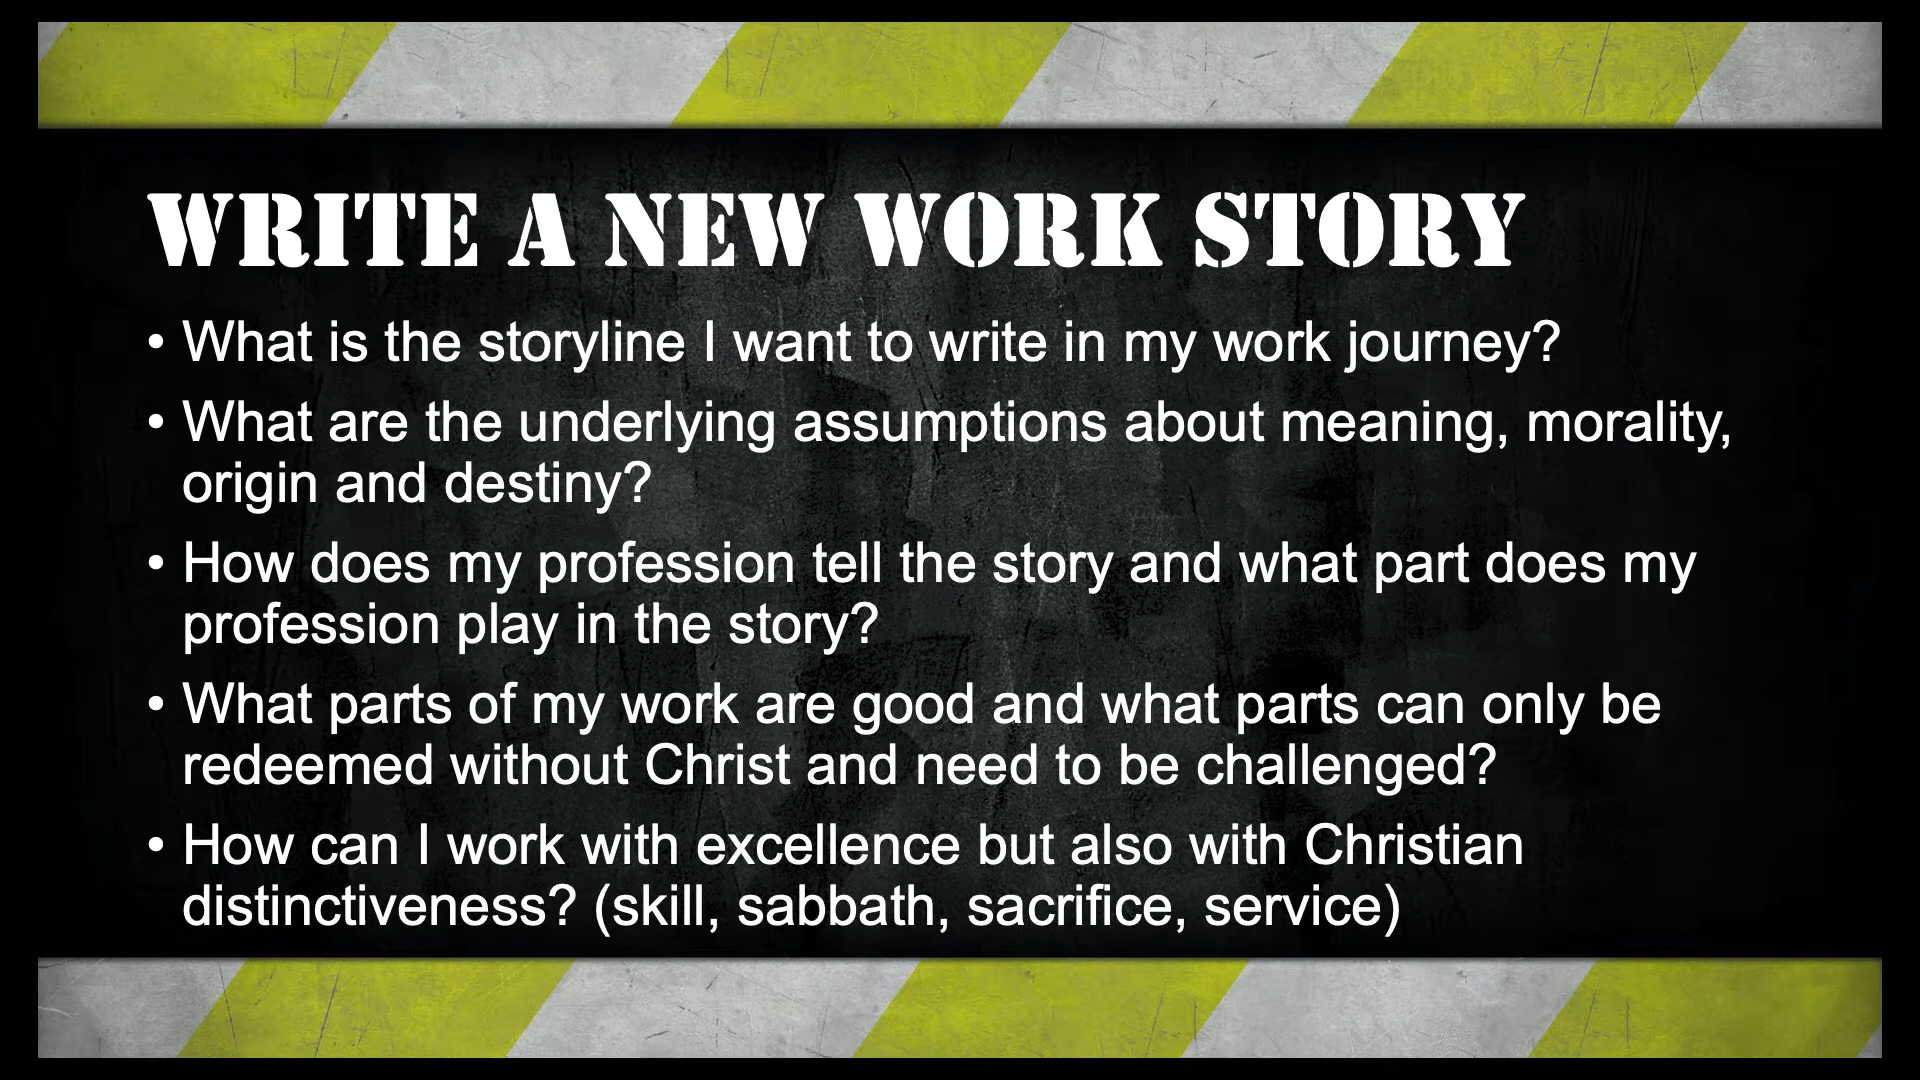 WRITE A NEW WORK STORY
• What is the storyline I want to write in my work journey?
• What are the underlying assumptions about meaning, morality,
origin and destiny?
• How does my profession tell the story and what part does my
profession play in the story?
• What parts of my work are good and what parts can only be
redeemed without Christ and need to be challenged?
• How can I work with excellence but also with Christian
distinctiveness? (skill, sabbath, sacrifice, service)